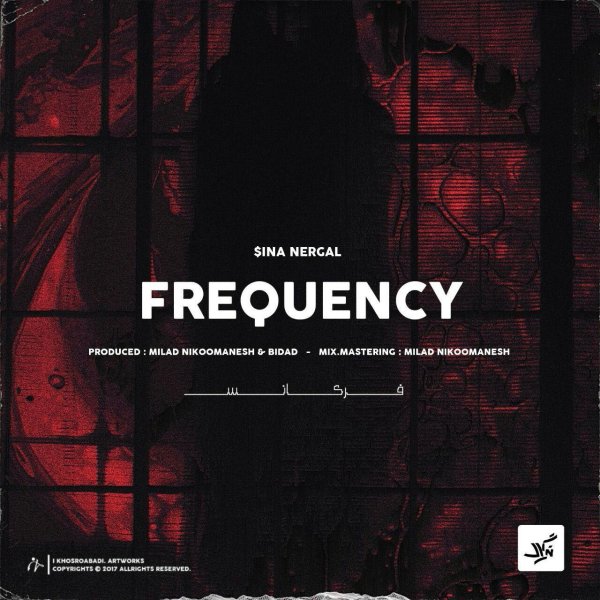 $INA NERGAL
FREQUENCY
PRODUCED : MILAD NIKOOMANESH & BIDAD - MIX.MASTERING : MILAD NIKOOMANESH
فرکانس
I KHOSROABADI. ARTWORKS
COPYRIGHTS © 2017 ALLRIGHTS RESERVED.